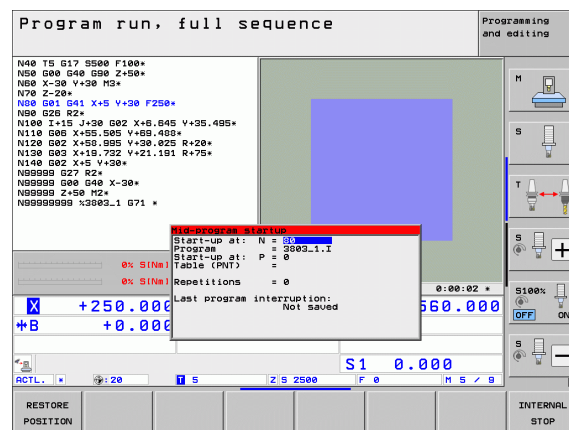 Program run, full sequence
Programming
and editing
N40 T5 G17 S500 F100*
N50 G00 G40 G90 Z+50*
N60 X-30 Y+30 M3*
N70 Z-20*
N80 G01 G41 X+5 Y+30 F250*
N90 G26 R2*
N100 I+15 J+30 G02 X+6.645 Y+35.495*
N110 G06 X+55.505 Y+69.488*
N120 G02 X+58.995 Y+30.025 R+20*
N130 G03 X+19.732 Y+21.191 R+75*
N140 G02 X+5 Y+30*
N99999 G27 R2*
N99999 G00 G40 X-30*
N99999 Z+50 M2*
N99999999 %3803_1 G71 *
Mid-program startup
Start-up at: N = 80
Program = 3803_1.I
Start-up at: P = 0
Table (PNT) =
Repetitions = 0
Last program interruption:
Not saved
0% S[Nm]
0% S[Nm]
0:00:02 *
X +250.000
560.000
+B +0.000
S1 0.000
ACTL. * : 20 T 5 Z S 2500 F 0 M 5 / 9
M
S
T
S +
S100%
OFF ON
S −
RESTORE
POSITION
INTERNAL
STOP